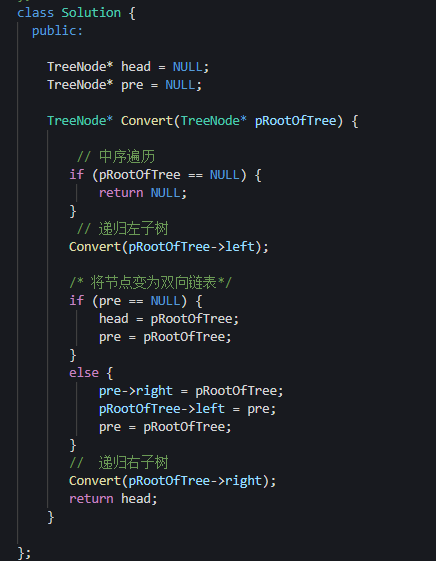 class Solution {
public:
TreeNode* head = NULL;
TreeNode* pre = NULL;
TreeNode* Convert(TreeNode* pRootOfTree) {
// 中序遍历
if (pRootOfTree == NULL) {
return NULL;
}
// 递归左子树
Convert(pRootOfTree->left);
/* 将节点变为双向链表*/
if (pre == NULL) {
head = pRootOfTree;
pre = pRootOfTree;
}
else {
pre->right = pRootOfTree;
pRootOfTree->left = pre;
pre = pRootOfTree;
}
// 递归右子树
Convert(pRootOfTree->right);
return head;
}
};